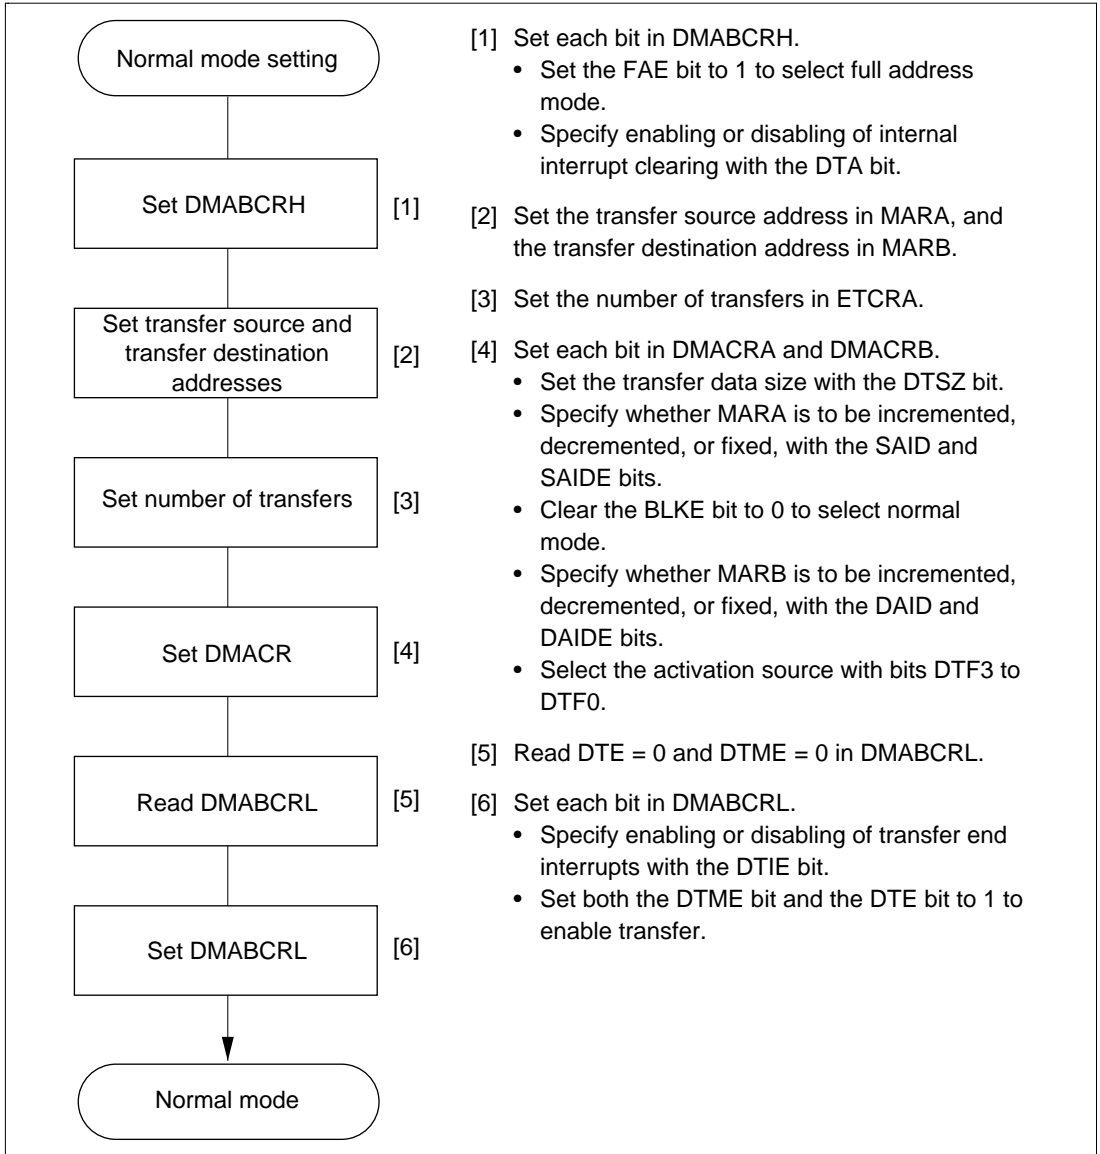 Normal mode setting
Set DMABCRH
[1]
Set transfer source and
transfer destination
addresses
[2]
Set number of transfers
[3]
Set DMACR
[4]
Read DMABCRL
[5]
Set DMABCRL
[6]
Normal mode
[1] Set each bit in DMABCRH.
• Set the FAE bit to 1 to select full address
mode.
• Specify enabling or disabling of internal
interrupt clearing with the DTA bit.
[2] Set the transfer source address in MARA, and
the transfer destination address in MARB.
[3] Set the number of transfers in ETCRA.
[4] Set each bit in DMACRA and DMACRB.
• Set the transfer data size with the DTSZ bit.
• Specify whether MARA is to be incremented,
decremented, or fixed, with the SAID and
SAIDE bits.
• Clear the BLKE bit to 0 to select normal
mode.
• Specify whether MARB is to be incremented,
decremented, or fixed, with the DAID and
DAIDE bits.
• Select the activation source with bits DTF3 to
DTF0.
[5] Read DTE = 0 and DTME = 0 in DMABCRL.
[6] Set each bit in DMABCRL.
• Specify enabling or disabling of transfer end
interrupts with the DTIE bit.
• Set both the DTME bit and the DTE bit to 1 to
enable transfer.